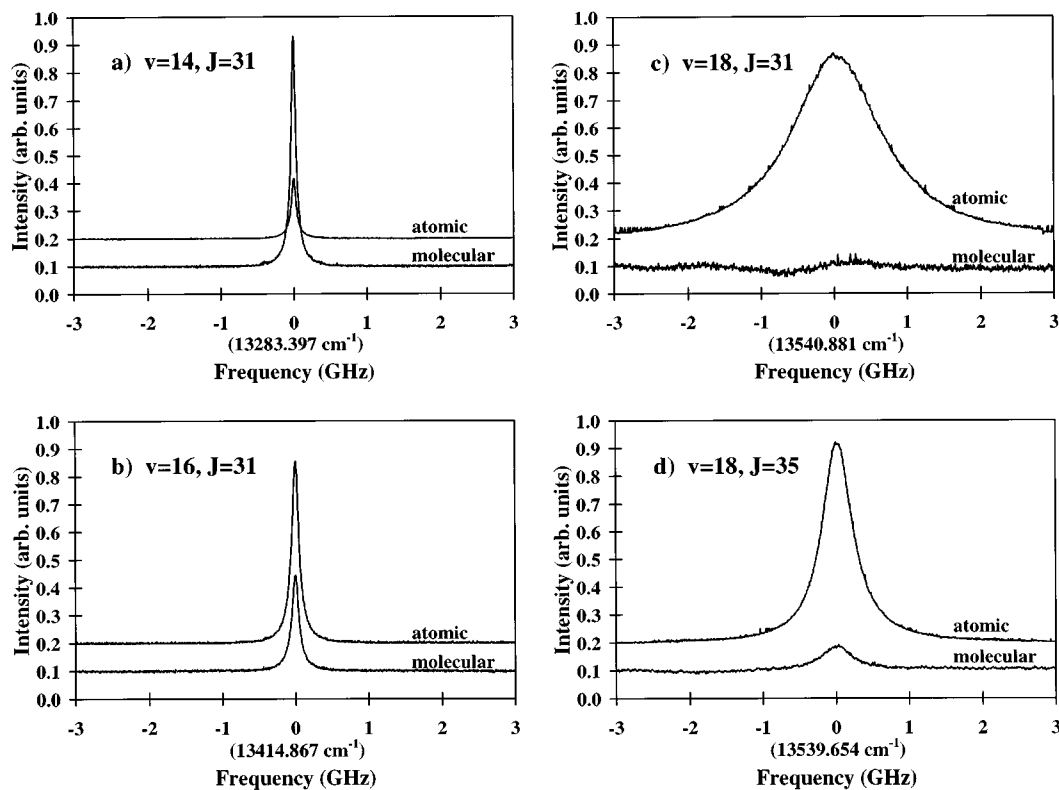 a) v=14, J=31
Intensity (arb. units)
1.0
0.9
0.8
0.7
0.6
0.5
0.4
0.3
0.2
0.1
0.0
atomic
molecular
-3 -2 -1 0 1 2 3
(13283.397 cm-1)
Frequency (GHz)
c) v=18, J=31
Intensity (arb. units)
1.0
0.9
0.8
0.7
0.6
0.5
0.4
0.3
0.2
0.1
0.0
atomic
molecular
-3 -2 -1 0 1 2 3
(13540.881 cm-1)
Frequency (GHz)
b) v=16, J=31
Intensity (arb. units)
1.0
0.9
0.8
0.7
0.6
0.5
0.4
0.3
0.2
0.1
0.0
atomic
molecular
-3 -2 -1 0 1 2 3
(13414.867 cm-1)
Frequency (GHz)
d) v=18, J=35
Intensity (arb. units)
1.0
0.9
0.8
0.7
0.6
0.5
0.4
0.3
0.2
0.1
0.0
atomic
molecular
-3 -2 -1 0 1 2 3
(13539.654 cm-1)
Frequency (GHz)